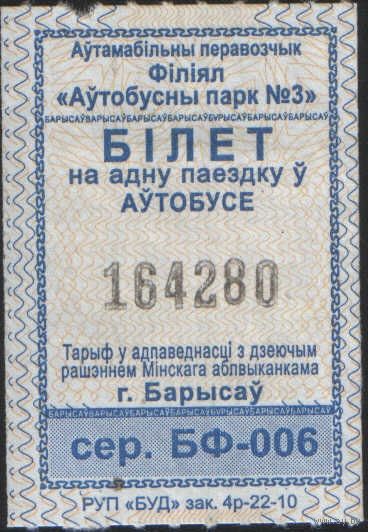 Аўтамабільны перавозчык
Філіял
«Аўтобусны парк №3»
БАРЫСАЎБАРЫСАЎБАРЫСАЎБАРЫСАЎБАРЫСАЎБАРЫСАЎ
БІЛЕТ
на адну паездку ў
АЎТОБУСЕ
164280
Тарыф у адпаведнасці з дзеючым
рашэннем Мінскага аблвыканкама
г. Барысаў
БАРЫСАЎБАРЫСАЎБАРЫСАЎБАРЫСАЎБАРЫСАЎБАРЫСАЎ
сер. БФ-006
РУП «БУД» зак. 4р-22-10